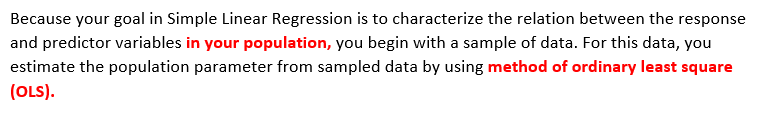 Because your goal in Simple Linear Regression is to characterize the relation between the response
and predictor variables in your population, you begin with a sample of data. For this data, you
estimate the population parameter from sampled data by using method of ordinary least square
(OLS).